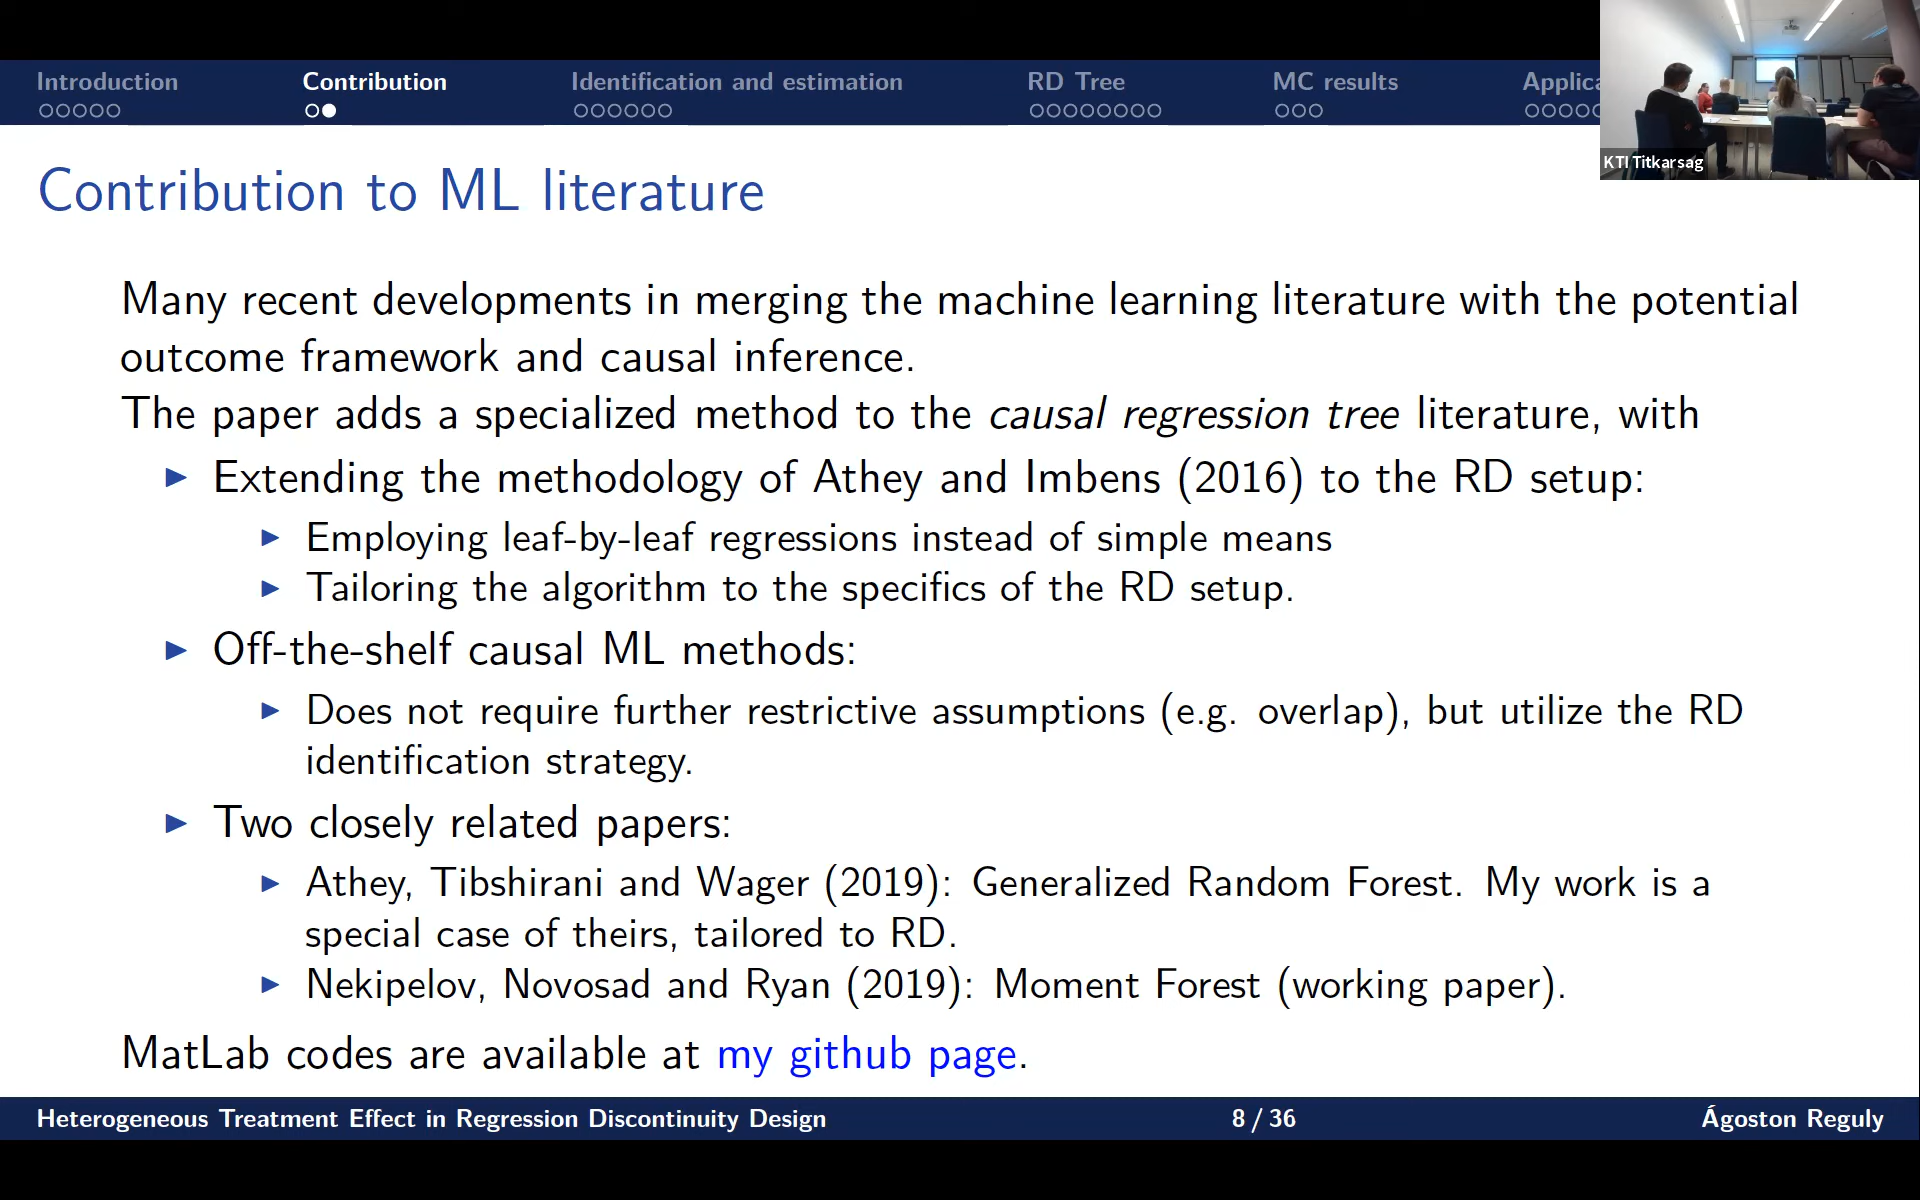 Introduction
Contribution
Identification and estimation
RD Tree
MC results
Applica
KTI Titkarsag
Contribution to ML literature
Many recent developments in merging the machine learning literature with the potential
outcome framework and causal inference.
The paper adds a specialized method to the causal regression tree literature, with
Extending the methodology of Athey and Imbens (2016) to the RD setup:
Employing leaf-by-leaf regressions instead of simple means
Tailoring the algorithm to the specifics of the RD setup.
Off-the-shelf causal ML methods:
Does not require further restrictive assumptions (e.g. overlap), but utilize the RD
identification strategy.
Two closely related papers:
Athey, Tibshirani and Wager (2019): Generalized Random Forest. My work is a
special case of theirs, tailored to RD.
Nekipelov, Novosad and Ryan (2019): Moment Forest (working paper).
MatLab codes are available at my github page.
Heterogeneous Treatment Effect in Regression Discontinuity Design
8 / 36
Ágoston Reguly